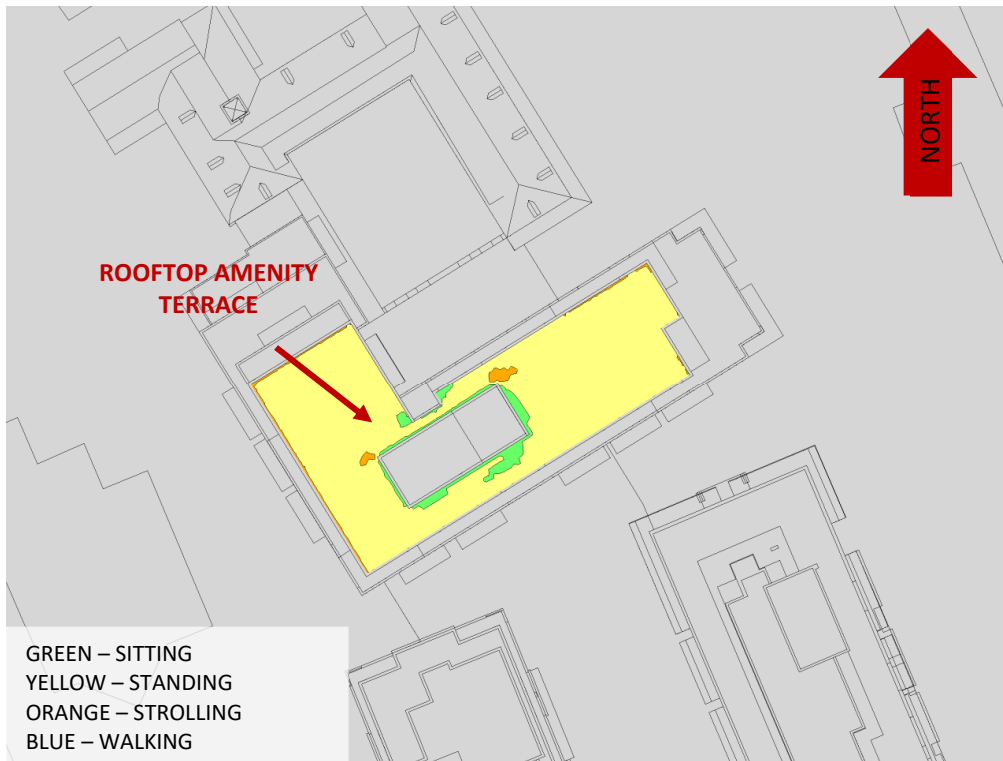 NORTH
ROOFTOP AMENITY
TERRACE
GREEN – SITTING
YELLOW – STANDING
ORANGE – STROLLING
BLUE – WALKING